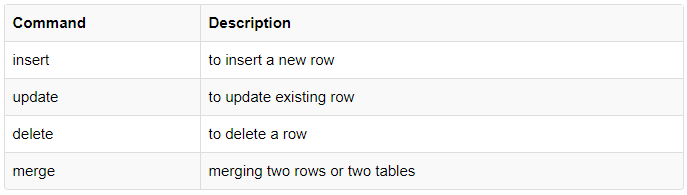 Command Description
insert to insert a new row
update to update existing row
delete to delete a row
merge merging two rows or two tables